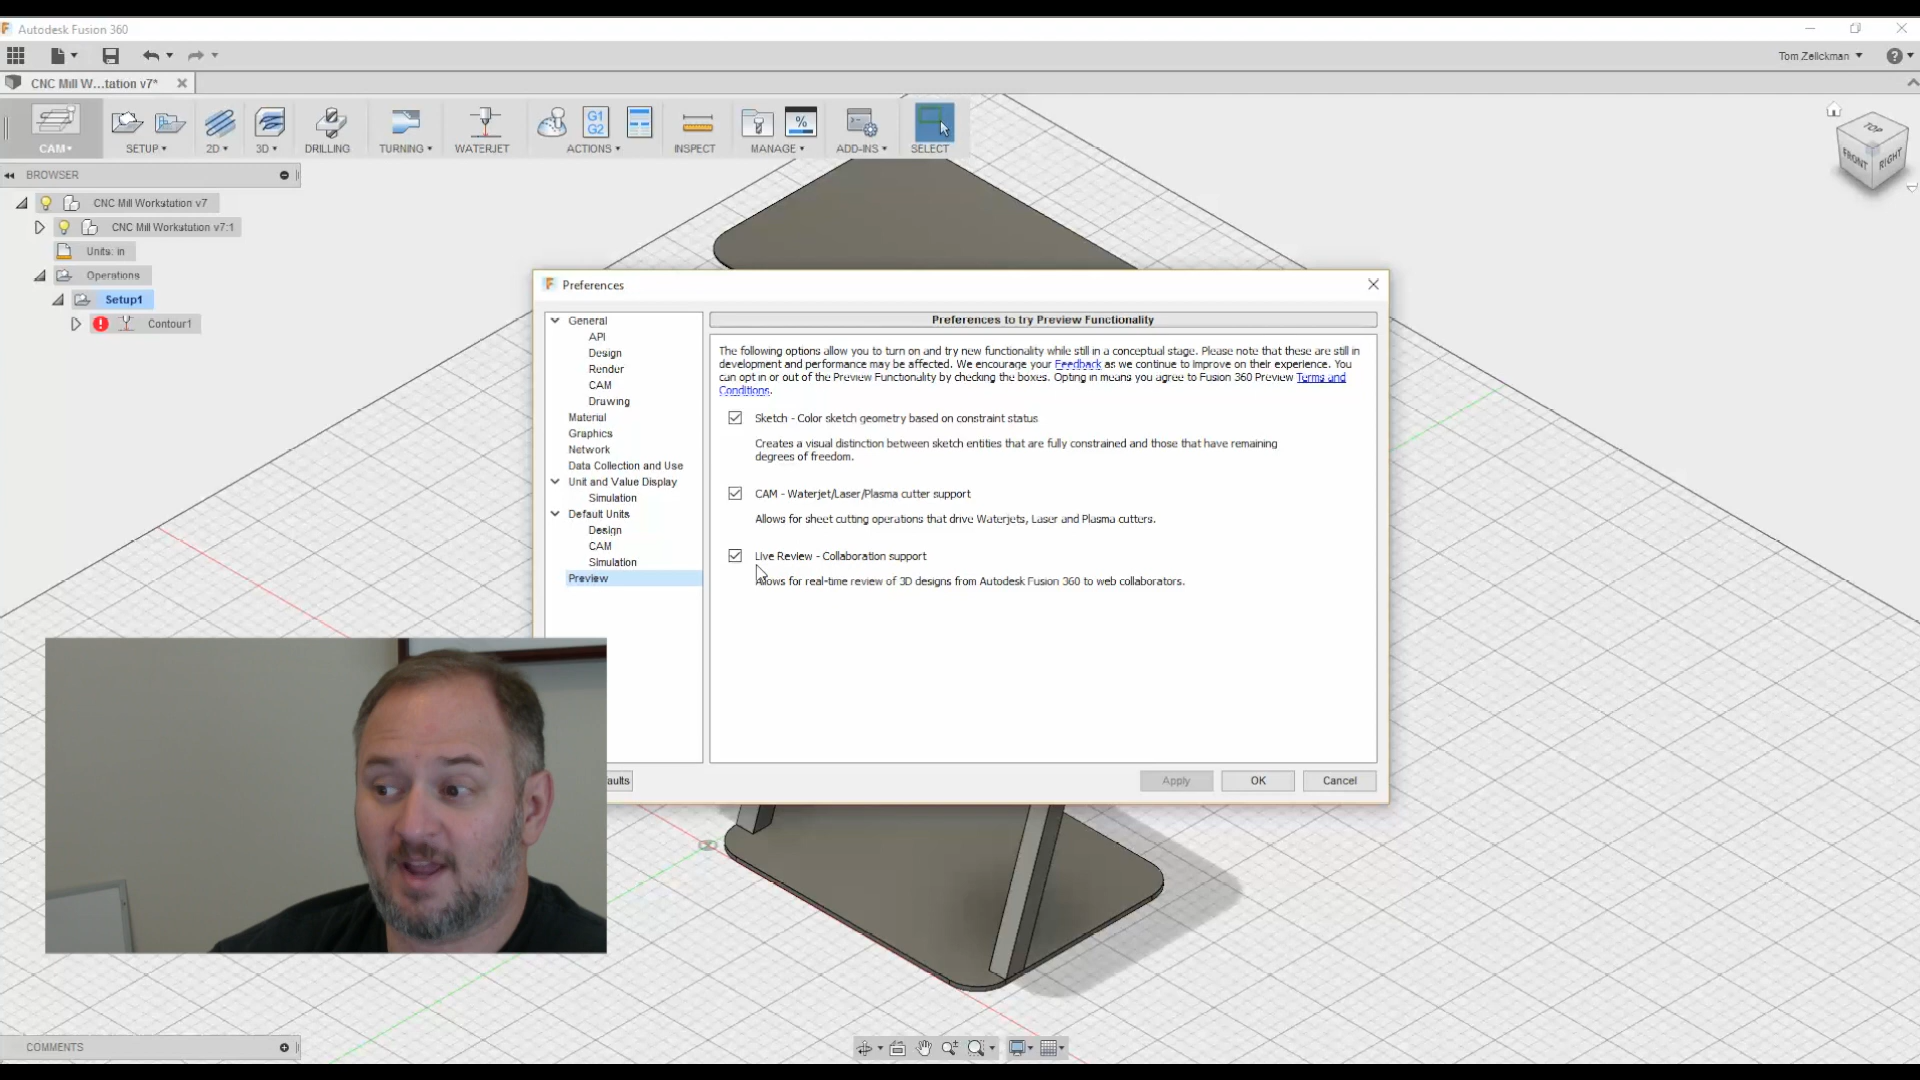 Autodesk Fusion 360
Tom Zelickman
CNC Mill W...tation v7*
G1
G2
%
CAM
SETUP
2D
3D
DRILLING
TURNING
WATERJET
ACTIONS
INSPECT
MANAGE
ADD-INS
SELECT
TOP
FRONT
RIGHT
BROWSER
CNC Mill Workstation v7
CNC Mill Workstation v7:1
Units: in
Operations
Setup1
Contour1
Preferences
General
API
Design
Render
CAM
Drawing
Material
Graphics
Network
Data Collection and Use
Unit and Value Display
Simulation
Default Units
Design
CAM
Simulation
Preview
Preferences to try Preview Functionality
The following options allow you to turn on and try new functionality while still in a conceptual stage. Please note that these are still in
development and performance may be affected. We encourage your Feedback as we continue to improve on their experience. You
can opt in or out of the Preview Functionality by checking the boxes. Opting in means you agree to Fusion 360 Preview Terms and
Conditions.
Sketch - Color sketch geometry based on constraint status
Creates a visual distinction between sketch entities that are fully constrained and those that have remaining
degrees of freedom.
CAM - Waterjet/Laser/Plasma cutter support
Allows for sheet cutting operations that drive Waterjets, Laser and Plasma cutters.
Live Review - Collaboration support
Allows for real-time review of 3D designs from Autodesk Fusion 360 to web collaborators.
aults
Apply
OK
Cancel
COMMENTS